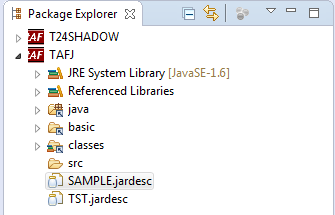 Package Explorer
T24SHADOW
TAFJ
JRE System Library [JavaSE-1.6]
Referenced Libraries
java
basic
classes
src
SAMPLE.jardesc
TST.jardesc